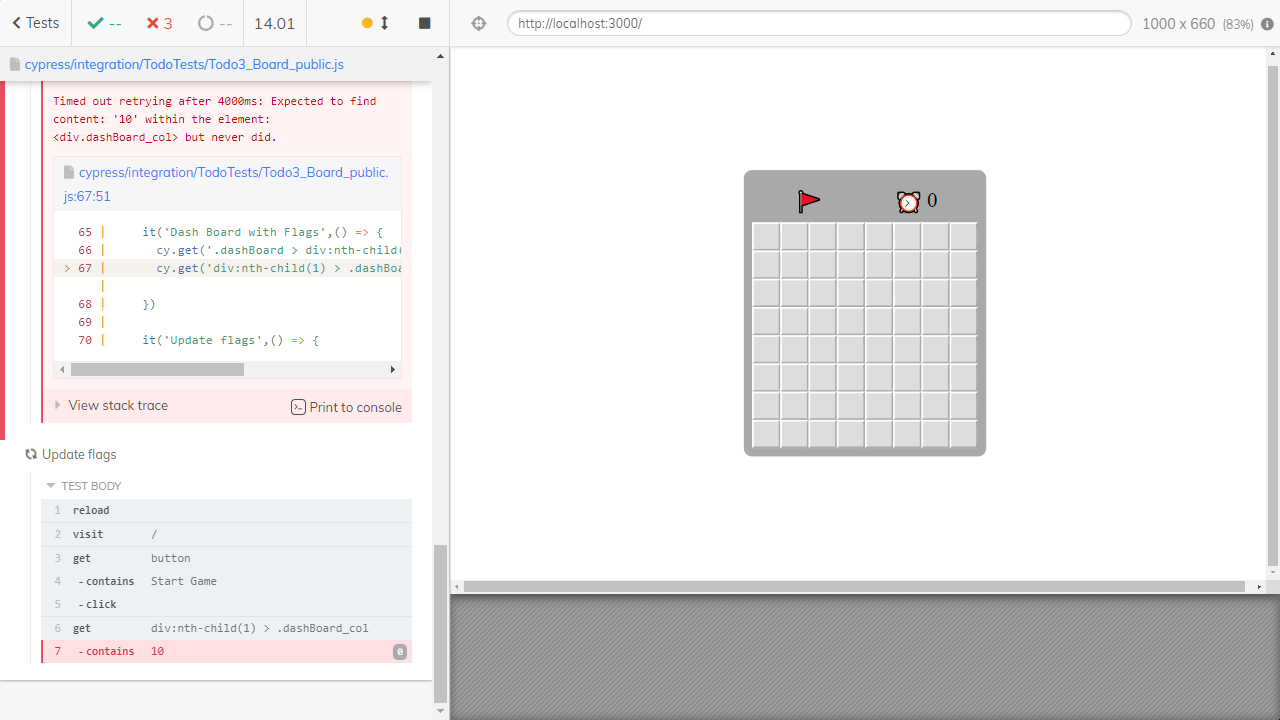 Tests
--
3
--
14.01
http://localhost:3000/
1000 x 660 (83%)
cypress/integration/TodoTests/Todo3_Board_public.js
Timed out retrying after 4000ms: Expected to find
content: '10' within the element:
<div.dashBoard_col> but never did.
cypress/integration/TodoTests/Todo3_Board_public.
js:67:51
65 | it('Dash Board with Flags',() => {
66 | cy.get('.dashBoard > div:nth-child(
> 67 | cy.get('div:nth-child(1) > .dashBoa
|
68 | })
69 |
70 | it('Update flags',() => {
View stack trace
Print to console
Update flags
TEST BODY
1 reload
2 visit /
3 get button
4 -contains Start Game
5 -click
6 get div:nth-child(1) > .dashBoard_col
7 -contains 10 0
0